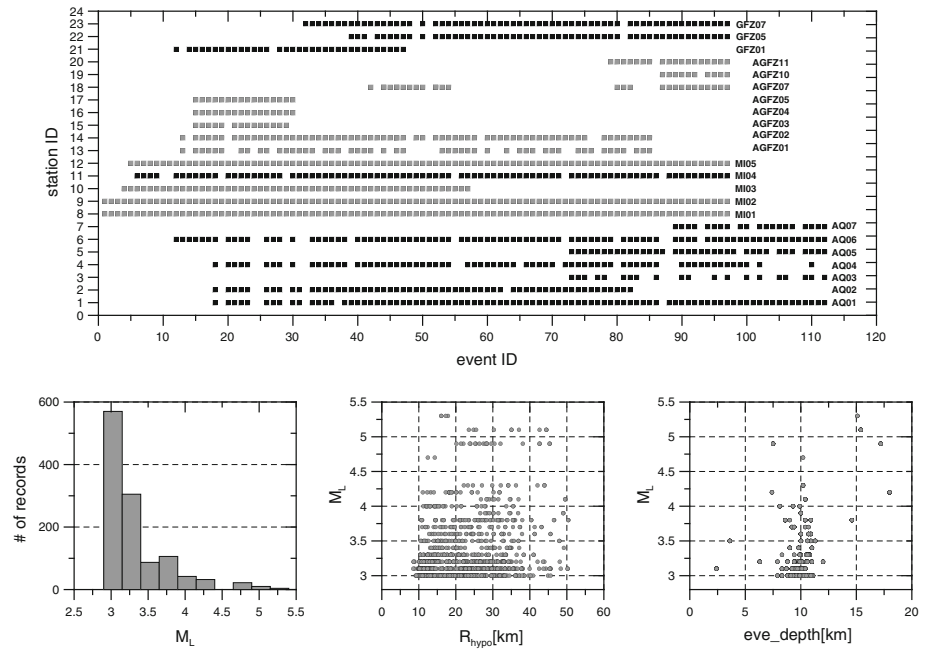 24
23
22
21
20
19
18
17
16
15
14
13
12
11
10
9
8
7
6
5
4
3
2
1
0
station ID
GFZ07
GFZ05
GFZ01
AGFZ11
AGFZ10
AGFZ07
AGFZ05
AGFZ04
AGFZ03
AGFZ02
AGFZ01
MI05
MI04
MI03
MI02
MI01
AQ07
AQ06
AQ05
AQ04
AQ03
AQ02
AQ01
0 10 20 30 40 50 60 70 80 90 100 110 120
event ID
600
400
200
0
# of records
2.5 3 3.5 4 4.5 5 5.5
M_L
5.5
5
4.5
4
3.5
3
M_L
0 10 20 30 40 50 60
R_hypo[km]
5.5
5
4.5
4
3.5
3
M_L
0 5 10 15 20
eve_depth[km]